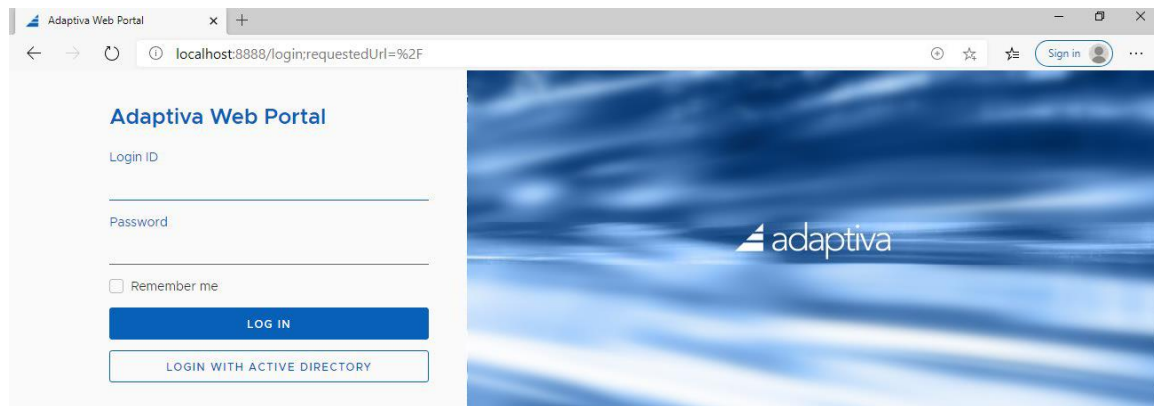 Adaptiva Web Portal
localhost:8888/login;requestedUrl=%2F
Sign in
Adaptiva Web Portal
Login ID
Password
Remember me
LOG IN
LOGIN WITH ACTIVE DIRECTORY
adaptiva